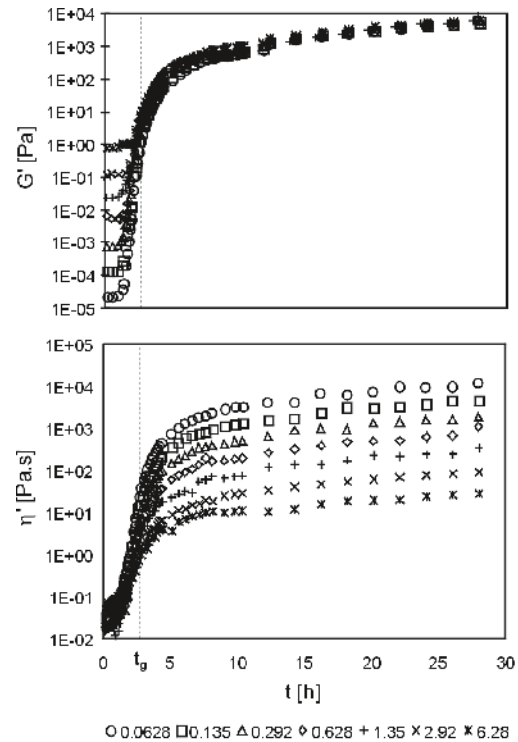 1E+04
1E+03
1E+02
1E+01
1E+00
1E-01
1E-02
1E-03
1E-04
1E-05
G' [Pa]
1E+05
1E+04
1E+03
1E+02
1E+01
1E+00
1E-01
1E-02
η' [Pa.s]
0 tg 5 10 15 20 25 30
t [h]
0.0628 0.135 0.292 0.628 1.35 2.92 6.28